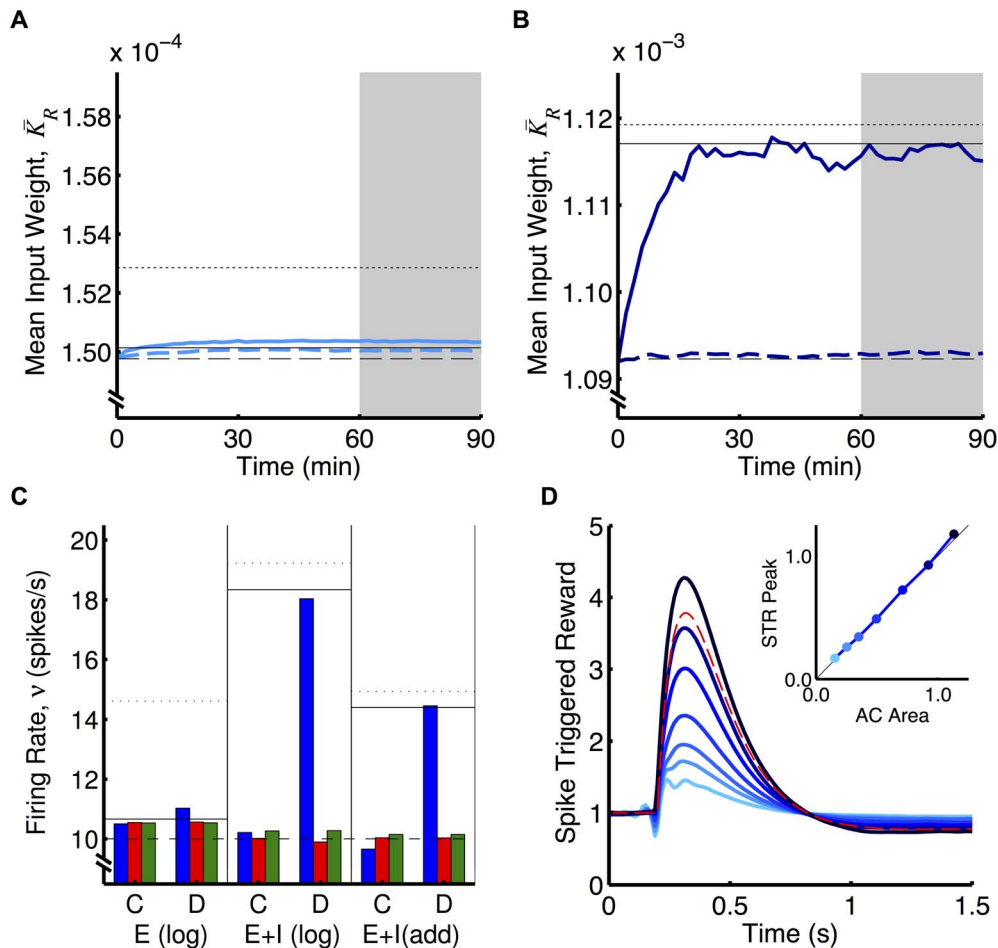 A
x 10⁻⁴
Mean Input Weight, K̄_R
1.58
1.56
1.54
1.52
1.50
0
30
60
90
Time (min)
B
x 10⁻³
Mean Input Weight, K̄_R
1.12
1.11
1.10
1.09
0
30
60
90
Time (min)
C
Firing Rate, ν (spikes/s)
20
18
16
14
12
10
C D C D C D
E (log) E+I (log) E+I(add)
D
Spike Triggered Reward
5
4
3
2
1
0
0
0.5
1
1.5
Time (s)
STR Peak
1.0
0.0
0.0
1.0
AC Area